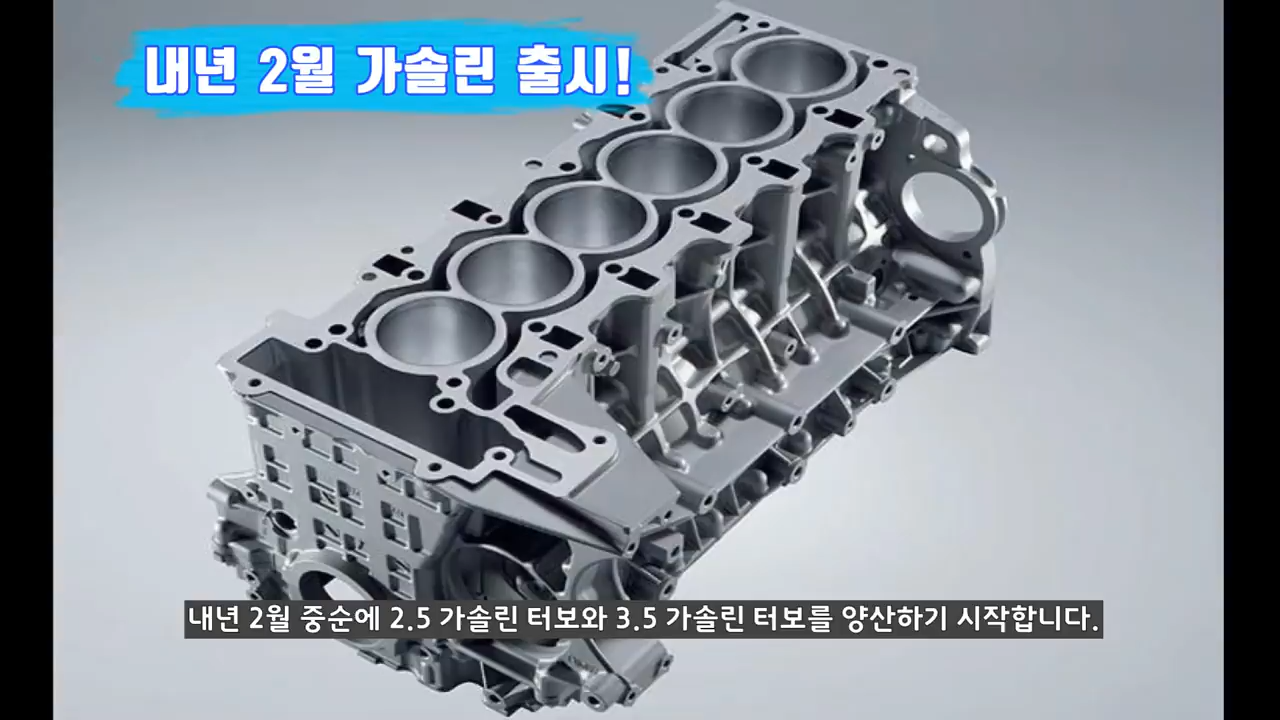 내년 2월 가솔린 출시!
내년 2월 중순에 2.5 가솔린 터보와 3.5 가솔린 터보를 양산하기 시작합니다.